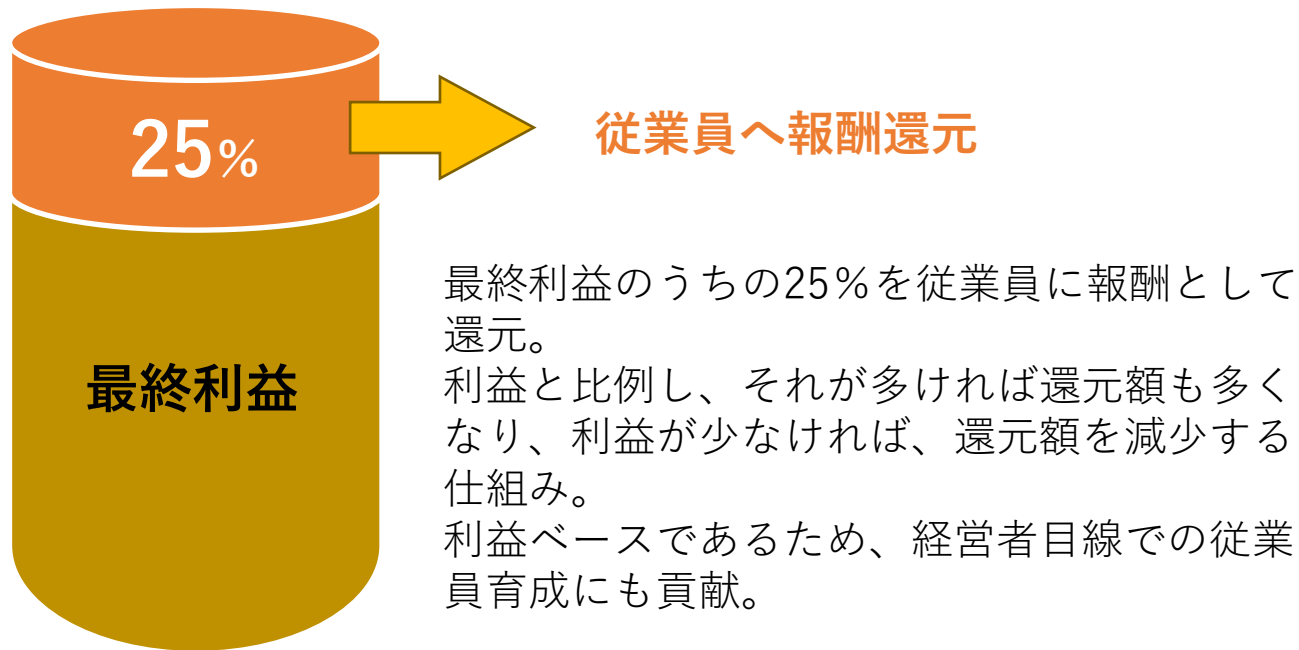 25%
従業員へ報酬還元
最終利益
最終利益のうちの25%を従業員に報酬として
還元。
利益と比例し、それが多ければ還元額も多く
なり、利益が少なければ、還元額を減少する
仕組み。
利益ベースであるため、経営者目線での従業
員育成にも貢献。